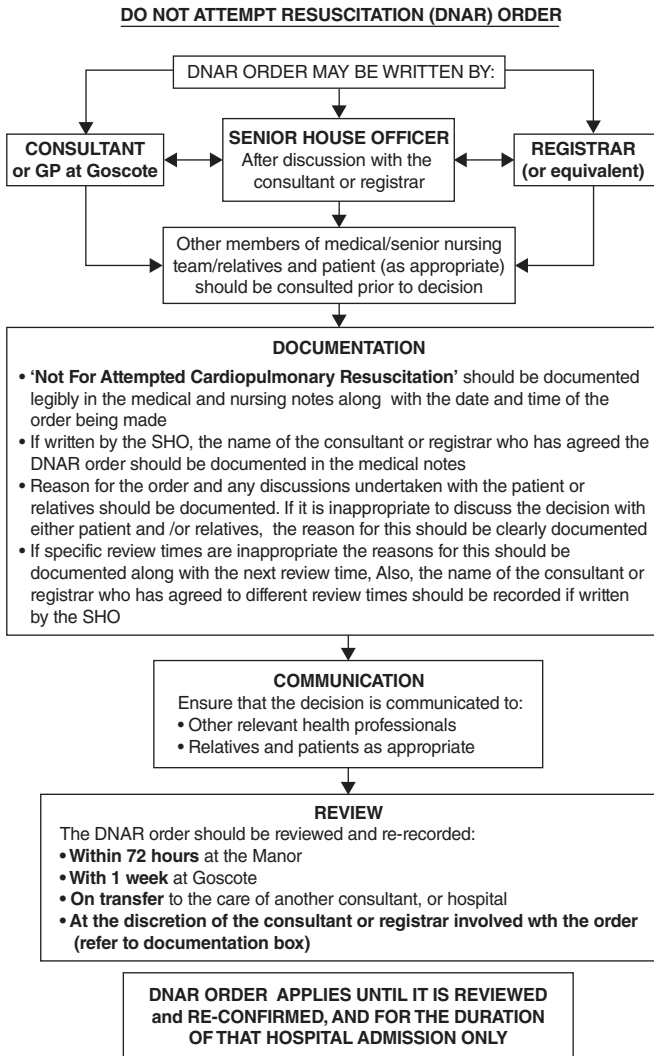 DO NOT ATTEMPT RESUSCITATION (DNAR) ORDER
DNAR ORDER MAY BE WRITTEN BY:
CONSULTANT
or GP at Goscote
SENIOR HOUSE OFFICER
After discussion with the
consultant or registrar
REGISTRAR
(or equivalent)
Other members of medical/senior nursing
team/relatives and patient (as appropriate)
should be consulted prior to decision
DOCUMENTATION
• ‘Not For Attempted Cardiopulmonary Resuscitation’ should be documented
legibly in the medical and nursing notes along with the date and time of the
order being made
• If written by the SHO, the name of the consultant or registrar who has agreed the
DNAR order should be documented in the medical notes
• Reason for the order and any discussions undertaken with the patient or
relatives should be documented. If it is inappropriate to discuss the decision with
either patient and /or relatives, the reason for this should be clearly documented
• If specific review times are inappropriate the reasons for this should be
documented along with the next review time, Also, the name of the consultant or
registrar who has agreed to different review times should be recorded if written
by the SHO
COMMUNICATION
Ensure that the decision is communicated to:
• Other relevant health professionals
• Relatives and patients as appropriate
REVIEW
The DNAR order should be reviewed and re-recorded:
• Within 72 hours at the Manor
• With 1 week at Goscote
• On transfer to the care of another consultant, or hospital
• At the discretion of the consultant or registrar involved wth the order
(refer to documentation box)
DNAR ORDER APPLIES UNTIL IT IS REVIEWED
and RE-CONFIRMED, AND FOR THE DURATION
OF THAT HOSPITAL ADMISSION ONLY